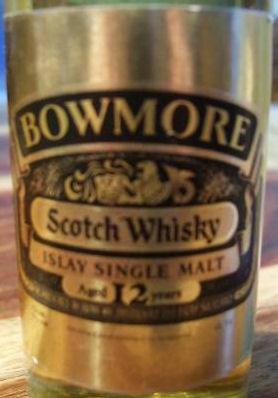 BOWMORE
Scotch Whisky
ISLAY SINGLE MALT
Aged 12 years